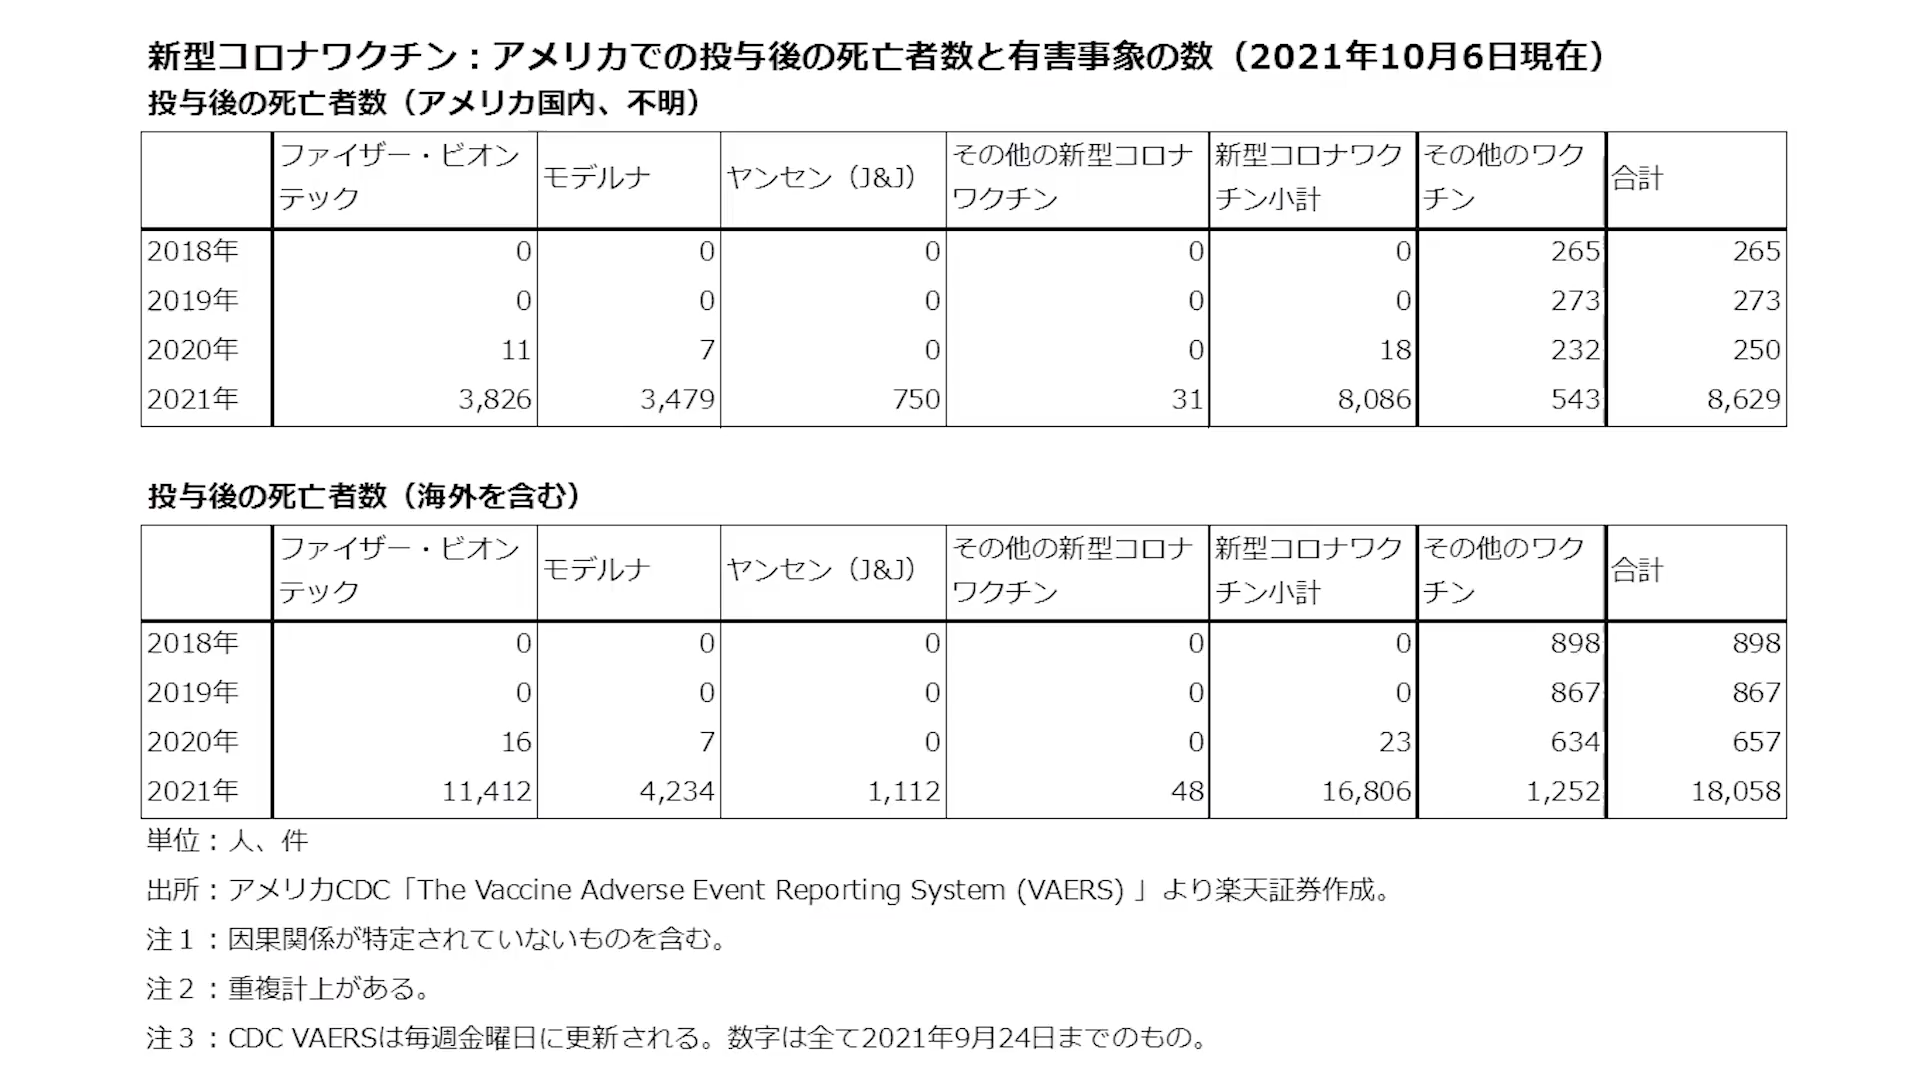 新型コロナワクチン：アメリカでの投与後の死亡者数と有害事象の数（2021年10月6日現在）
投与後の死亡者数（アメリカ国内、不明）
ファイザー・ビオンテック モデルナ ヤンセン（J&J） その他の新型コロナワクチン 新型コロナワクチン小計 その他のワクチン 合計
2018年 0 0 0 0 0 265 265
2019年 0 0 0 0 0 273 273
2020年 11 7 0 0 18 232 250
2021年 3,826 3,479 750 31 8,086 543 8,629
投与後の死亡者数（海外を含む）
ファイザー・ビオンテック モデルナ ヤンセン（J&J） その他の新型コロナワクチン 新型コロナワクチン小計 その他のワクチン 合計
2018年 0 0 0 0 0 898 898
2019年 0 0 0 0 0 867 867
2020年 16 7 0 0 23 634 657
2021年 11,412 4,234 1,112 48 16,806 1,252 18,058
単位：人、件
出所：アメリカCDC「The Vaccine Adverse Event Reporting System (VAERS) 」より楽天証券作成。
注１：因果関係が特定されていないものを含む。
注２：重複計上がある。
注３：CDC VAERSは毎週金曜日に更新される。数字は全て2021年9月24日までのもの。